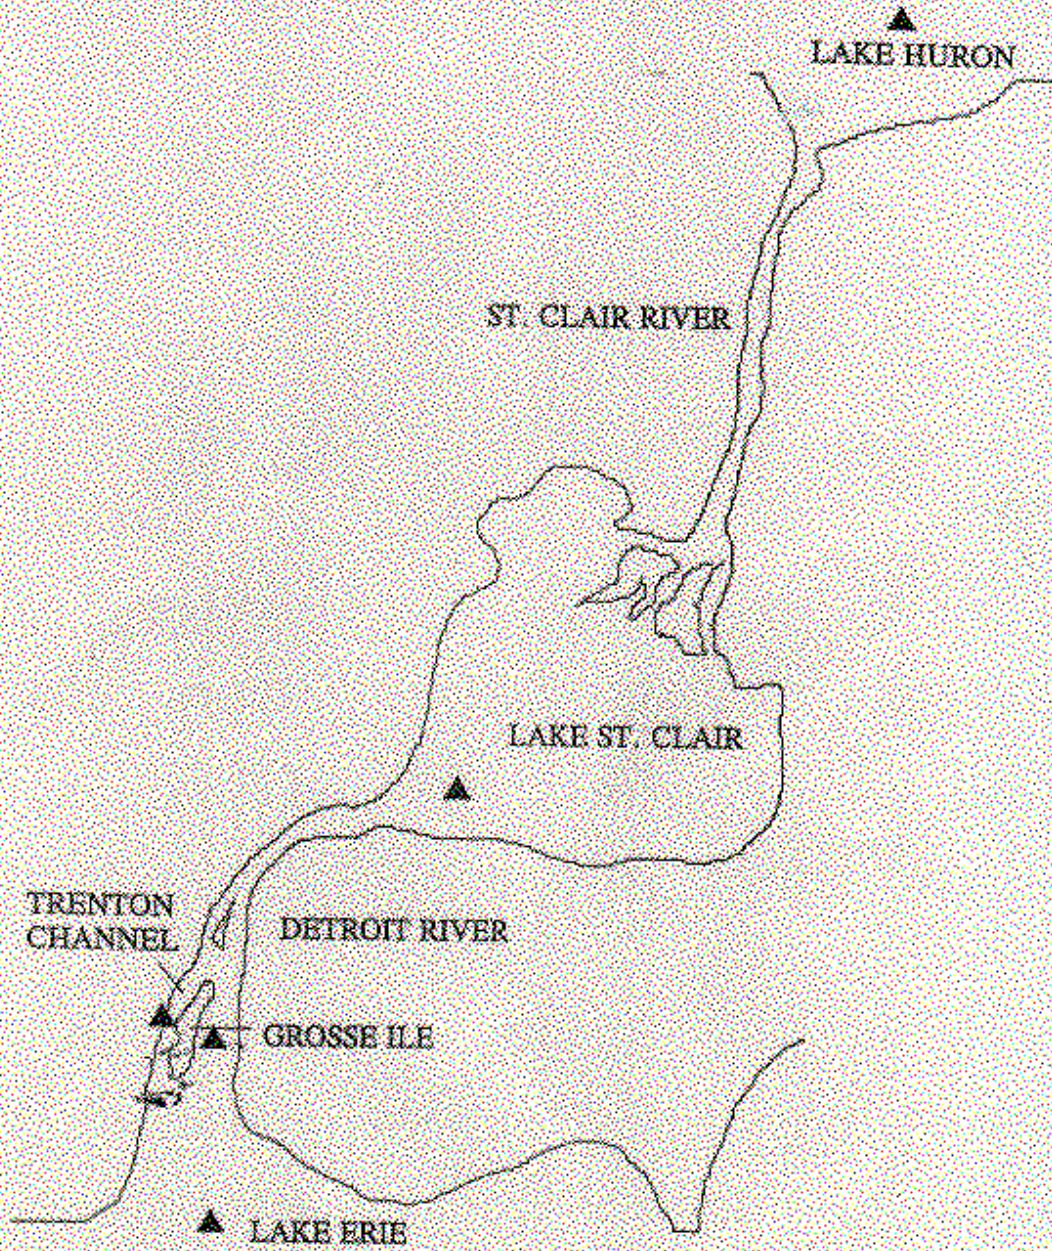 LAKE HURON
ST. CLAIR RIVER
LAKE ST. CLAIR
TRENTON
CHANNEL
DETROIT RIVER
GROSSE ILE
LAKE ERIE